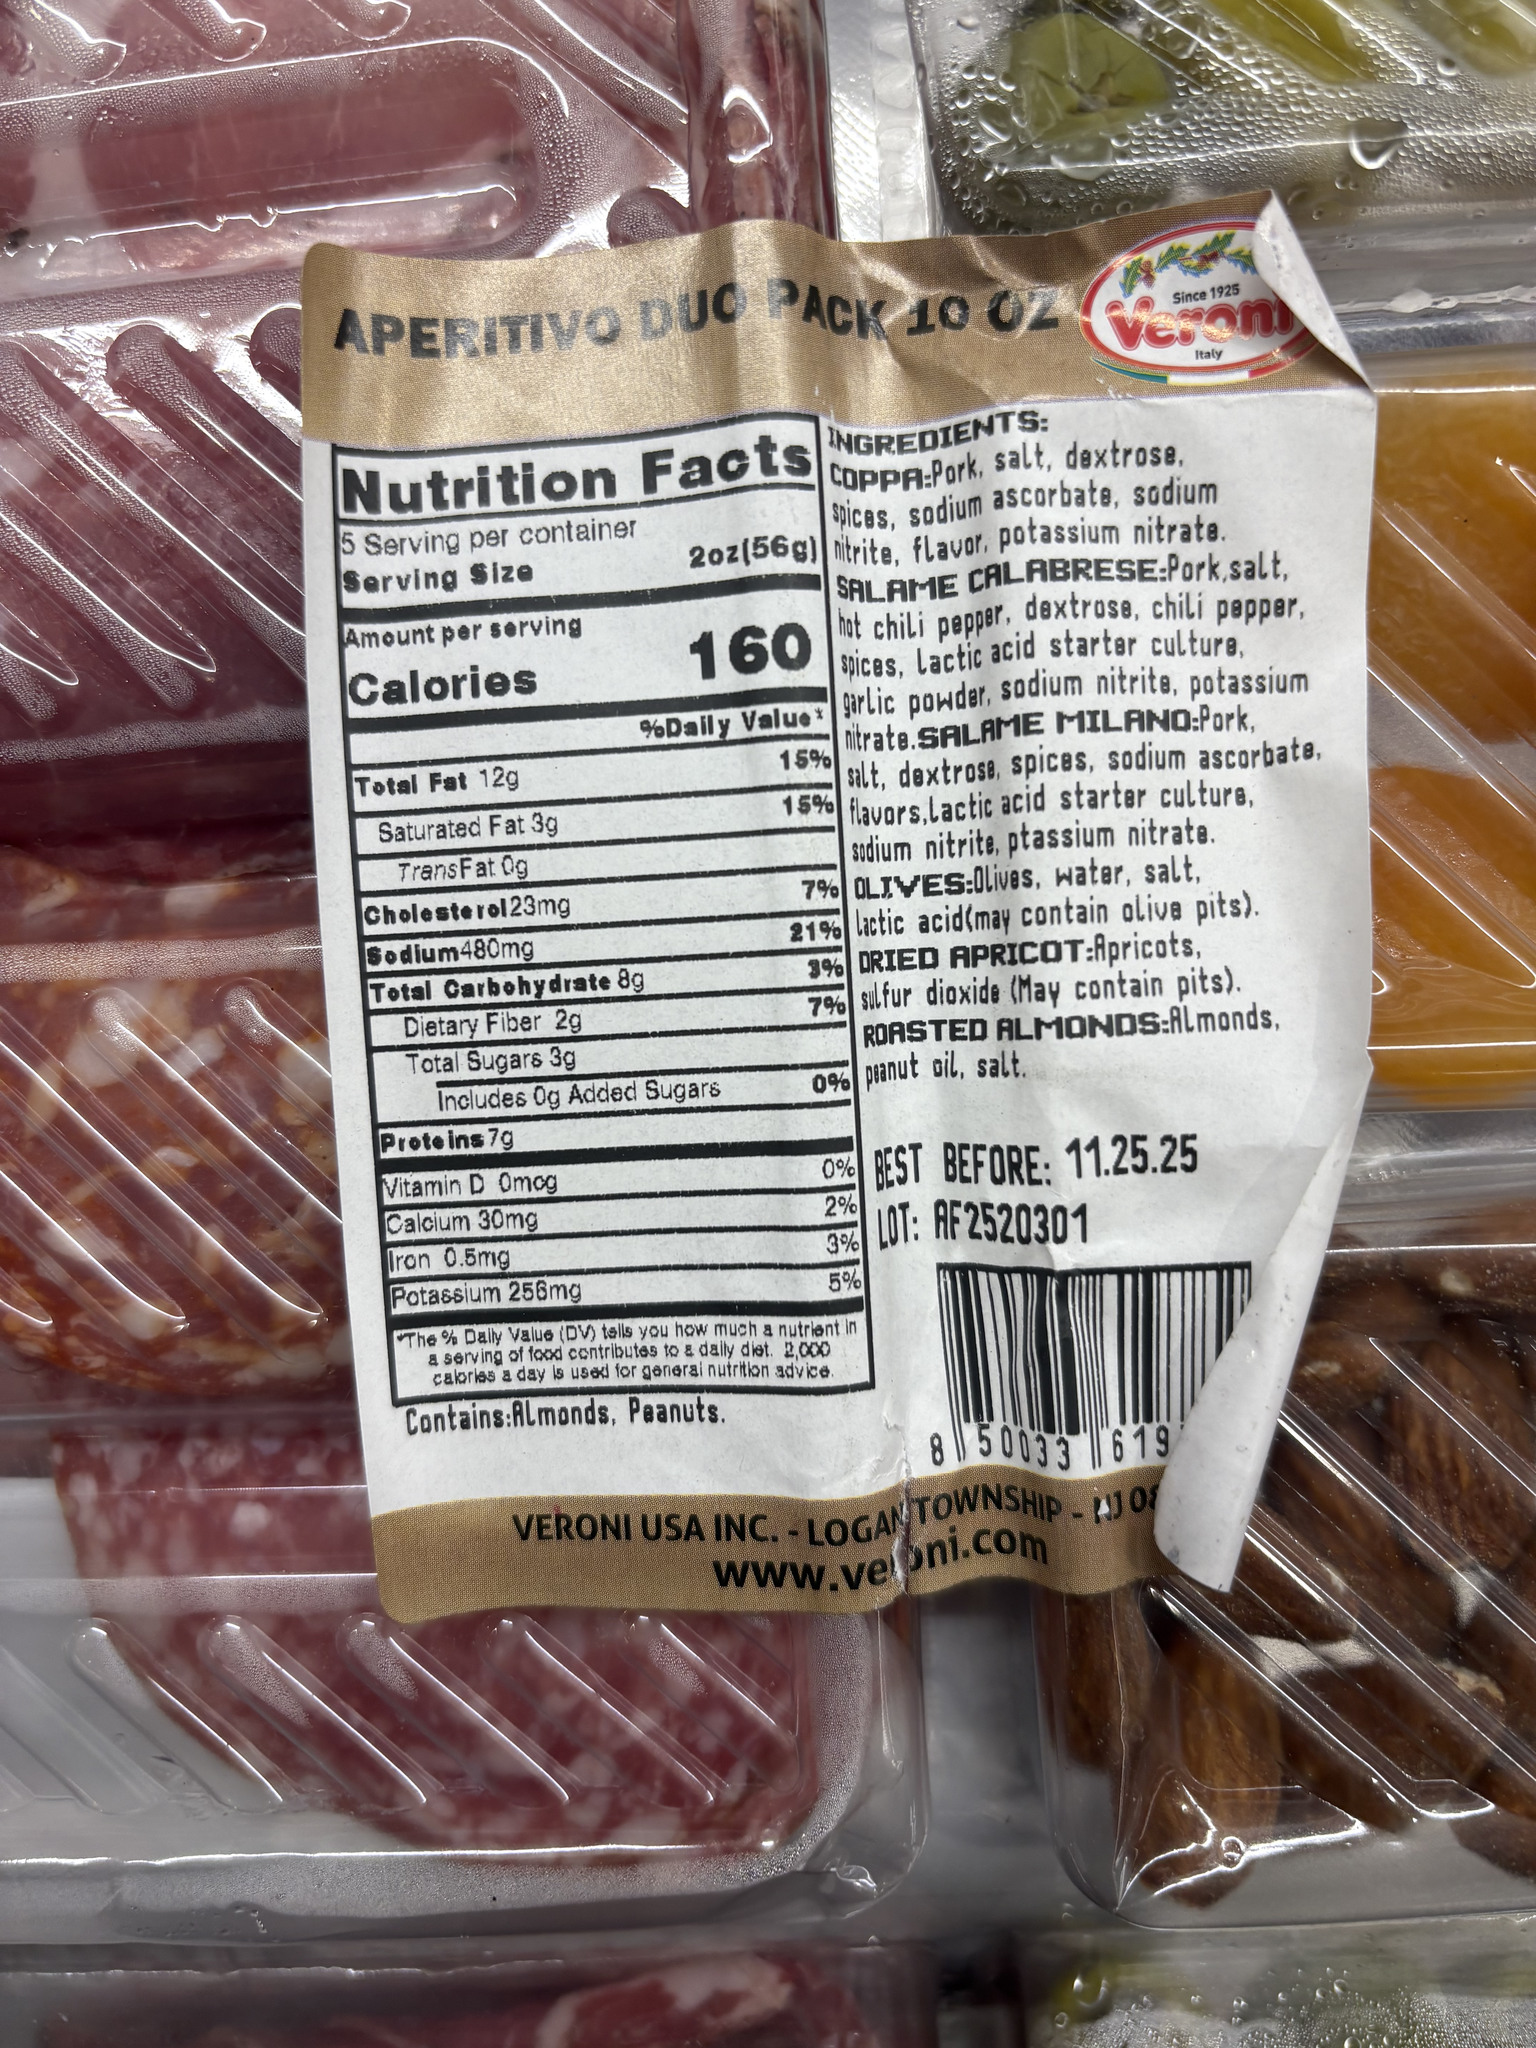 APERITIVO DUO PACK 10 OZ
Since 1925
Veroni
Italy
Nutrition Facts
5 Serving per container
Serving Size 2oz(56g)
Amount per serving
Calories 160
%Daily Value*
Total Fat 12g 15%
Saturated Fat 3g 15%
TransFat 0g
Cholesterol 23mg 7%
Sodium 480mg 21%
Total Carbohydrate 8g 3%
Dietary Fiber 2g 7%
Total Sugars 3g
Includes 0g Added Sugars 0%
Proteins 7g
Vitamin D 0mcg 0%
Calcium 30mg 2%
Iron 0.5mg 3%
Potassium 256mg 5%
*The % Daily Value (DV) tells you how much a nutrient in
a serving of food contributes to a daily diet. 2,000
calories a day is used for general nutrition advice.
Contains:Almonds, Peanuts.
INGREDIENTS:
COPPA:Pork, salt, dextrose,
spices, sodium ascorbate, sodium
nitrite, flavor, potassium nitrate.
SALAME CALABRESE:Pork,salt,
hot chili pepper, dextrose, chili pepper,
spices, Lactic acid starter culture,
garlic powder, sodium nitrite, potassium
nitrate.SALAME MILANO:Pork,
salt, dextrose, spices, sodium ascorbate,
flavors,Lactic acid starter culture,
sodium nitrite, ptassium nitrate.
OLIVES:Olives, water, salt,
lactic acid(may contain olive pits).
DRIED APRICOT:Apricots,
sulfur dioxide (May contain pits).
ROASTED ALMONDS:Almonds,
peanut oil, salt.
BEST BEFORE: 11.25.25
LOT: AF2520301
8 50033 619
VERONI USA INC. - LOGAN TOWNSHIP - NJ 08
www.veroni.com